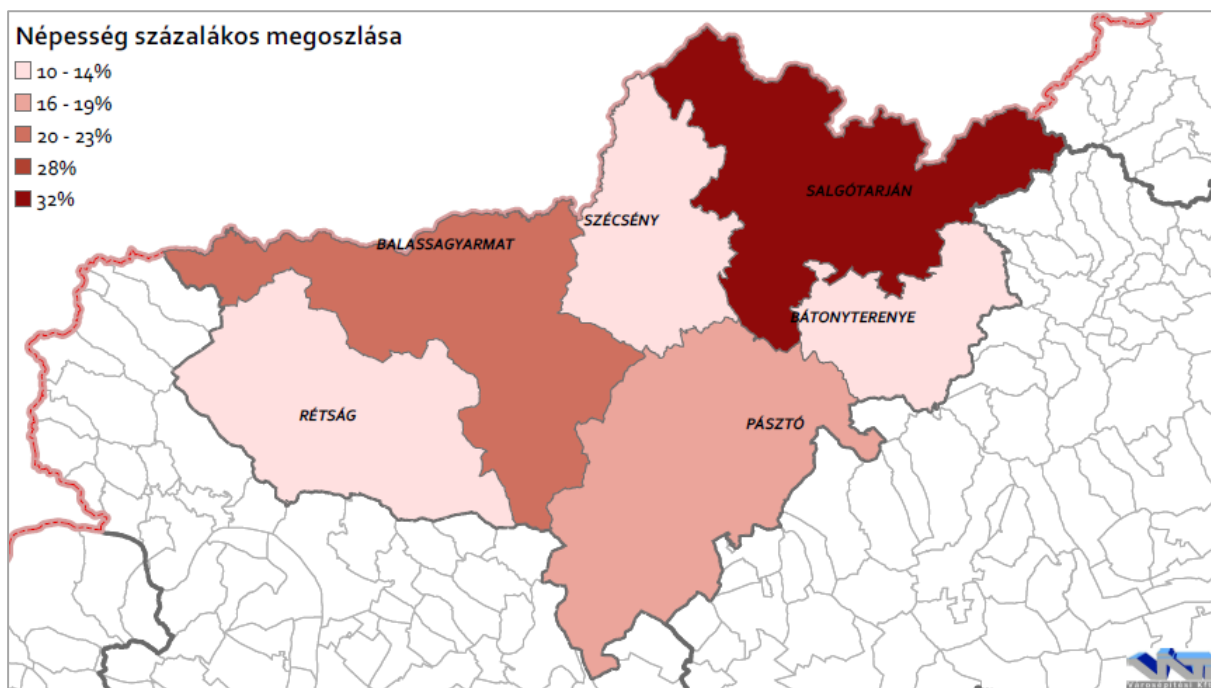 Népesség százalákos megoszlása
10 - 14%
16 - 19%
20 - 23%
28%
32%
SALGÓTARJÁN
SZÉCSÉNY
BALASSAGYARMAT
BÁTONYTERENYE
RÉTSÁG
PÁSZTÓ